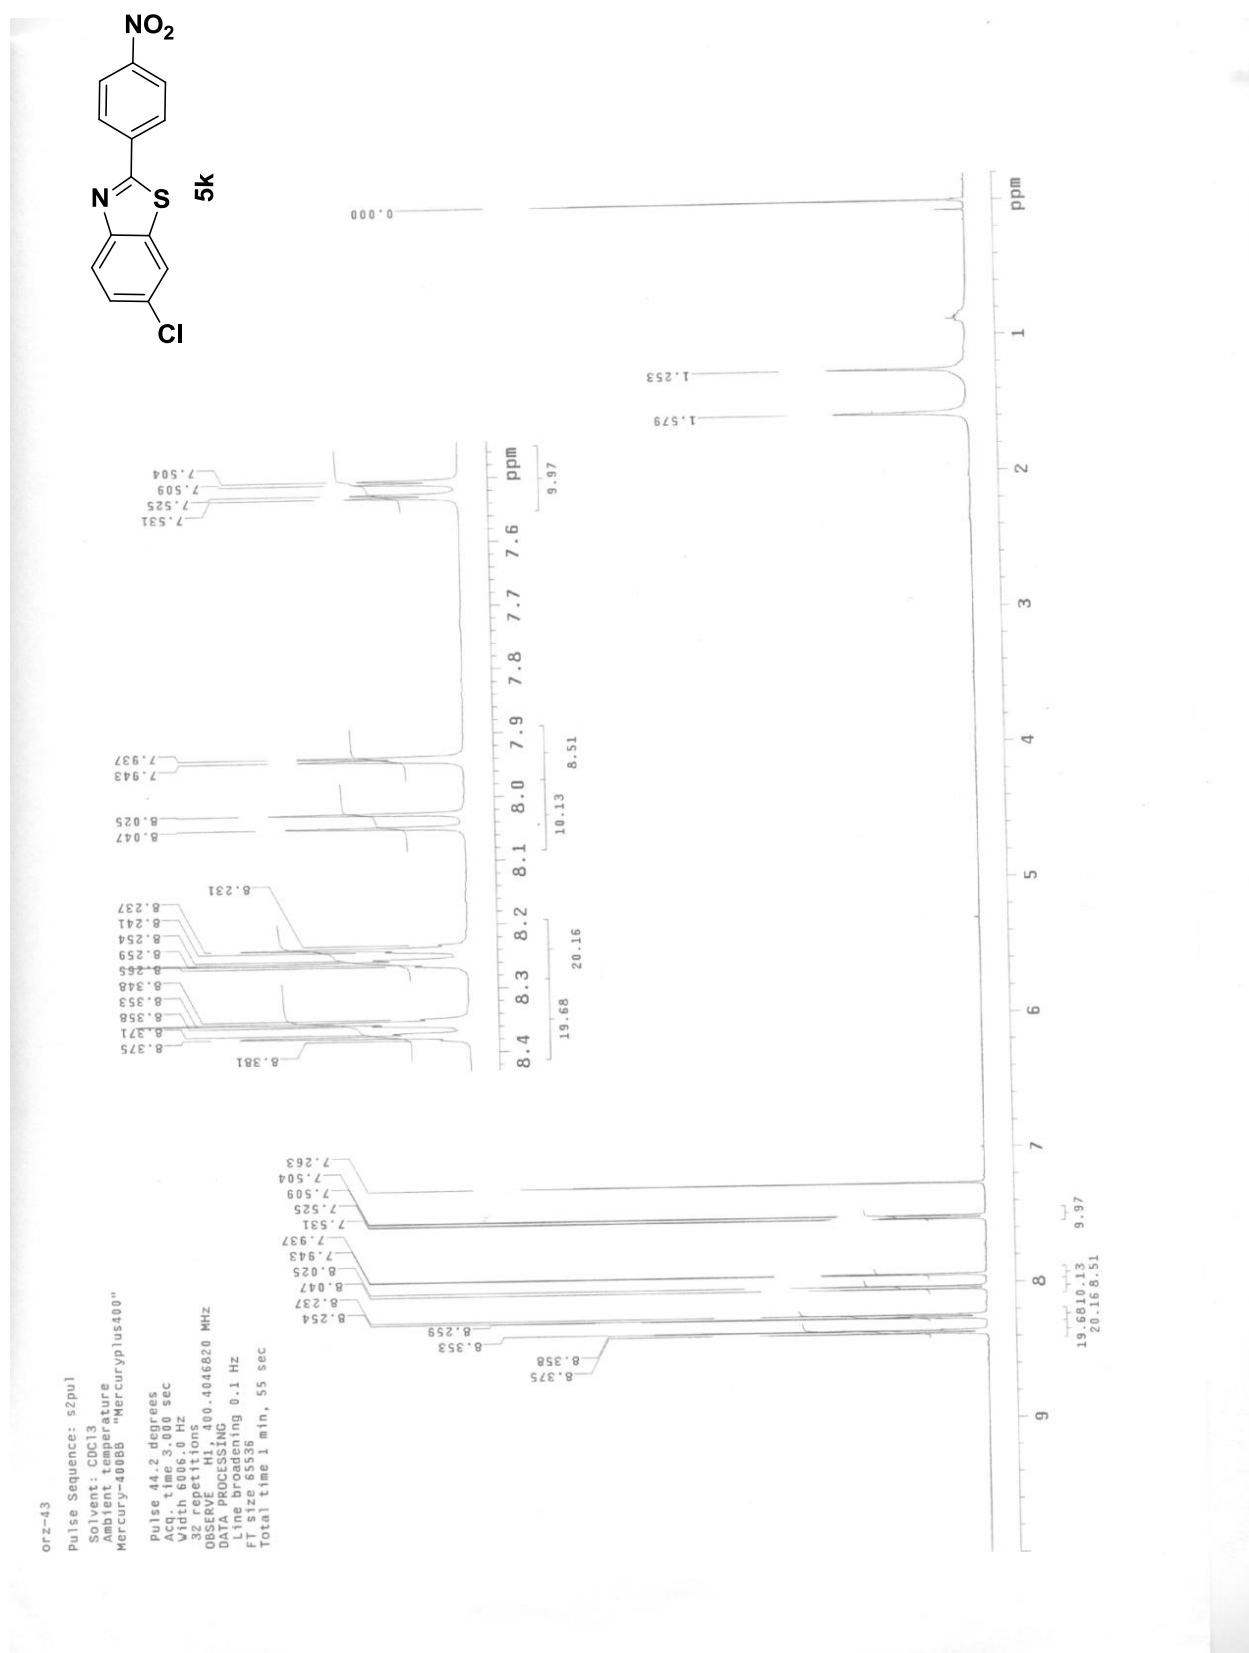 NO2
N
S
5k
Cl
orz-43
Pulse Sequence: s2pul
Solvent: CDCl3
Ambient temperature
Mercury-400BB "Mercuryplus400"
Pulse 44.2 degrees
Acq. time 3.000 sec
Width 6006.0 Hz
32 repetitions
OBSERVE H1, 400.4046820 MHz
DATA PROCESSING
Line broadening 0.1 Hz
FT size 65536
Total time 1 min, 55 sec
8.381
8.375
8.371
8.358
8.353
8.348
8.265
8.259
8.254
8.241
8.237
8.231
8.047
8.025
7.943
7.937
7.531
7.525
7.509
7.504
8.4 8.3 8.2 8.1 8.0 7.9 7.8 7.7 7.6 ppm
19.68 20.16 10.13 8.51 9.97
8.375
8.358
8.353
8.259
8.254
8.237
8.047
8.025
7.943
7.937
7.531
7.525
7.509
7.504
7.263
1.579
1.253
0.000
9 8 7 6 5 4 3 2 1 ppm
19.6810.13 9.97
20.168.51